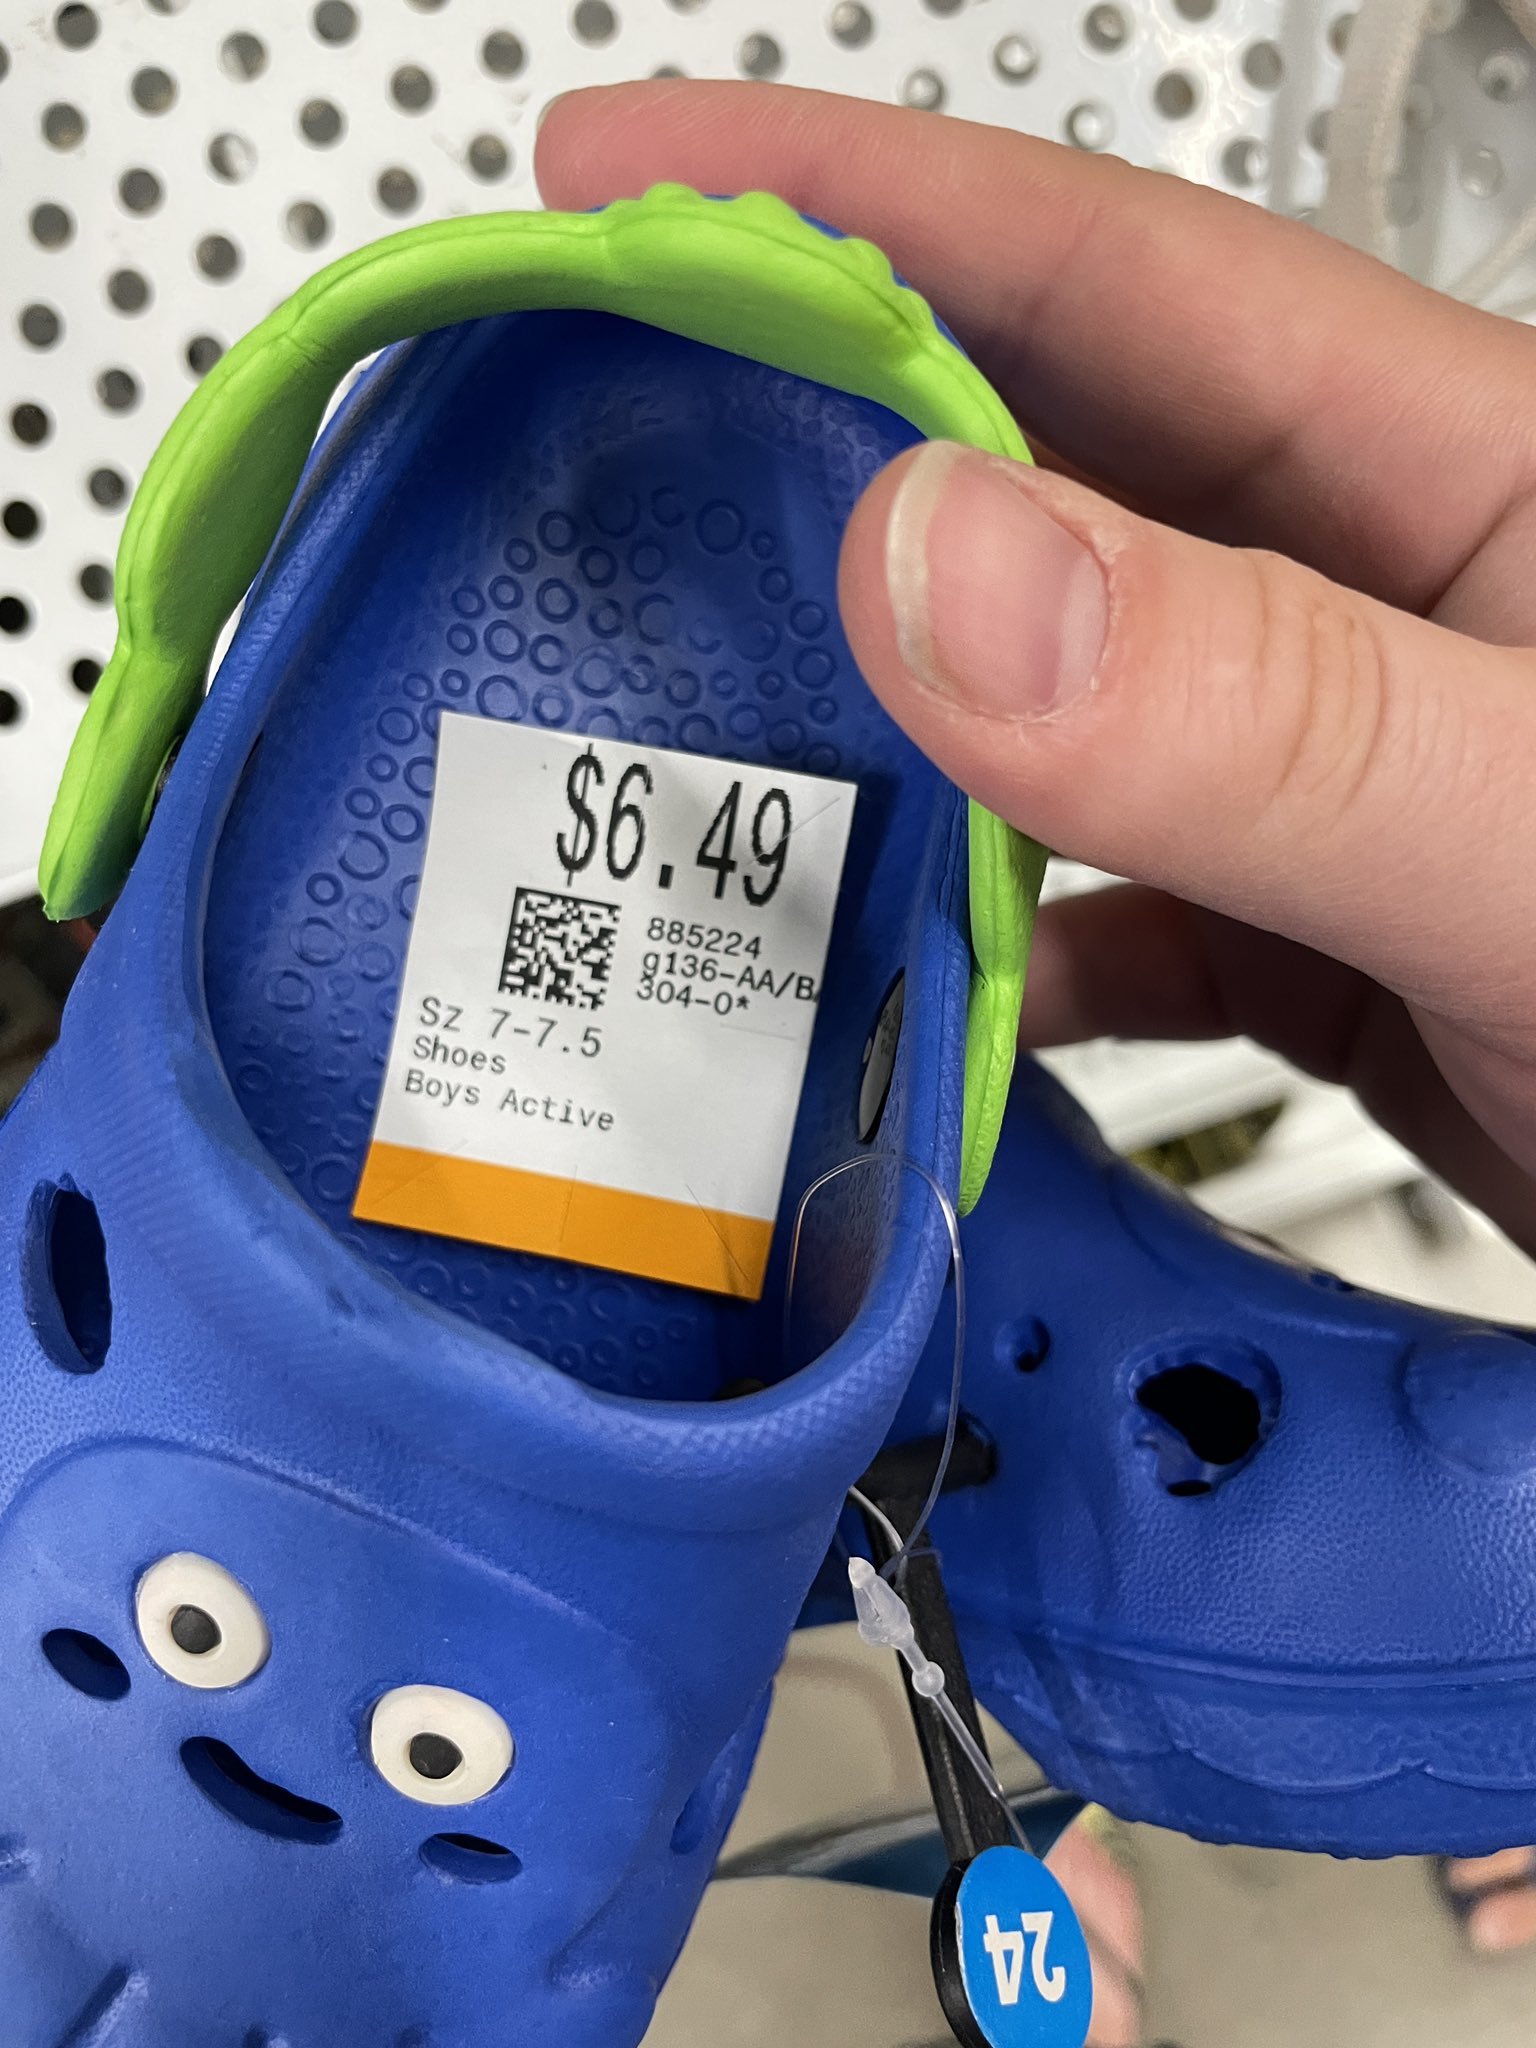 $6.49
885224
g136-AA/B
304-0*
Sz 7-7.5
Shoes
Boys Active
24